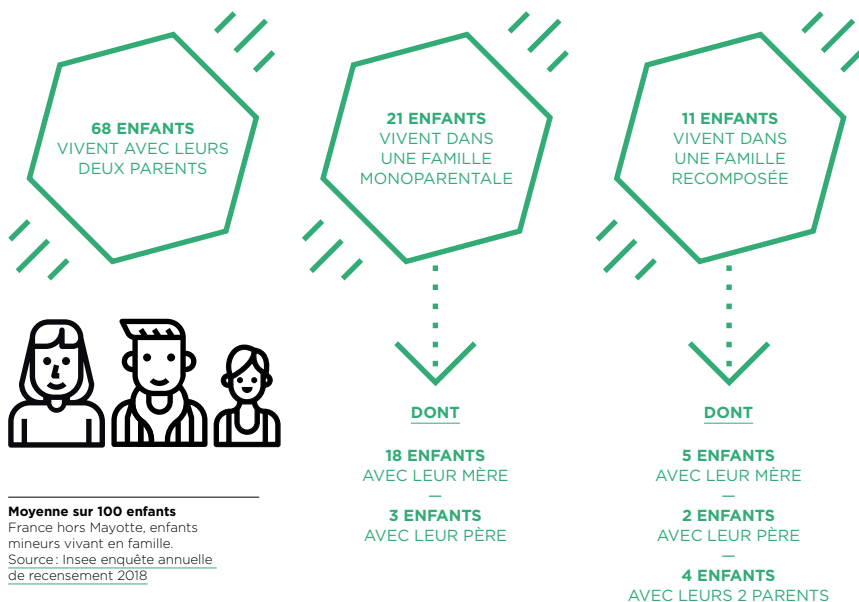 68 ENFANTS
VIVENT AVEC LEURS
DEUX PARENTS
21 ENFANTS
VIVENT DANS
UNE FAMILLE
MONOPARENTALE
DONT
18 ENFANTS
AVEC LEUR MÈRE
—
3 ENFANTS
AVEC LEUR PÈRE
11 ENFANTS
VIVENT DANS
UNE FAMILLE
RECOMPOSÉE
DONT
5 ENFANTS
AVEC LEUR MÈRE
—
2 ENFANTS
AVEC LEUR PÈRE
—
4 ENFANTS
AVEC LEURS 2 PARENTS
Moyenne sur 100 enfants
France hors Mayotte, enfants
mineurs vivant en famille.
Source : Insee enquête annuelle
de recensement 2018